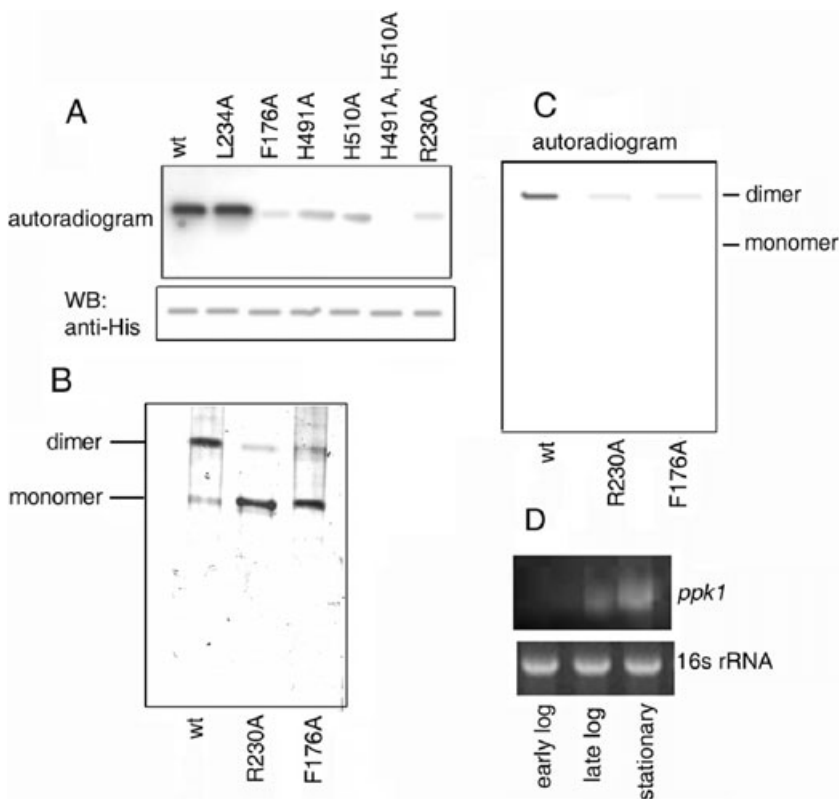 A
wt
L234A
F176A
H491A
H510A
H491A, H510A
R230A
autoradiogram
WB:
anti-His
B
dimer
monomer
wt
R230A
F176A
C
autoradiogram
dimer
monomer
wt
R230A
F176A
D
ppk1
16s rRNA
early log
late log
stationary